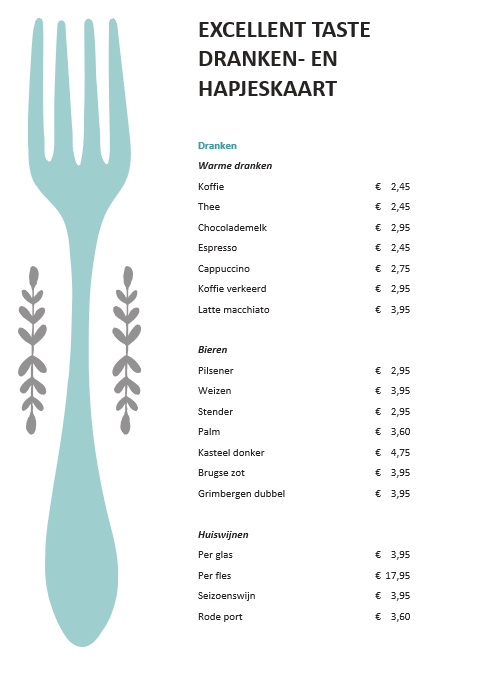 EXCELLENT TASTE
DRANKEN- EN
HAPJESKAART
Dranken
Warme dranken
Koffie € 2,45
Thee € 2,45
Chocolademelk € 2,95
Espresso € 2,45
Cappuccino € 2,75
Koffie verkeerd € 2,95
Latte macchiato € 3,95
Bieren
Pilsener € 2,95
Weizen € 3,95
Stender € 2,95
Palm € 3,60
Kasteel donker € 4,75
Brugse zot € 3,95
Grimbergen dubbel € 3,95
Huiswijnen
Per glas € 3,95
Per fles € 17,95
Seizoenswijn € 3,95
Rode port € 3,60